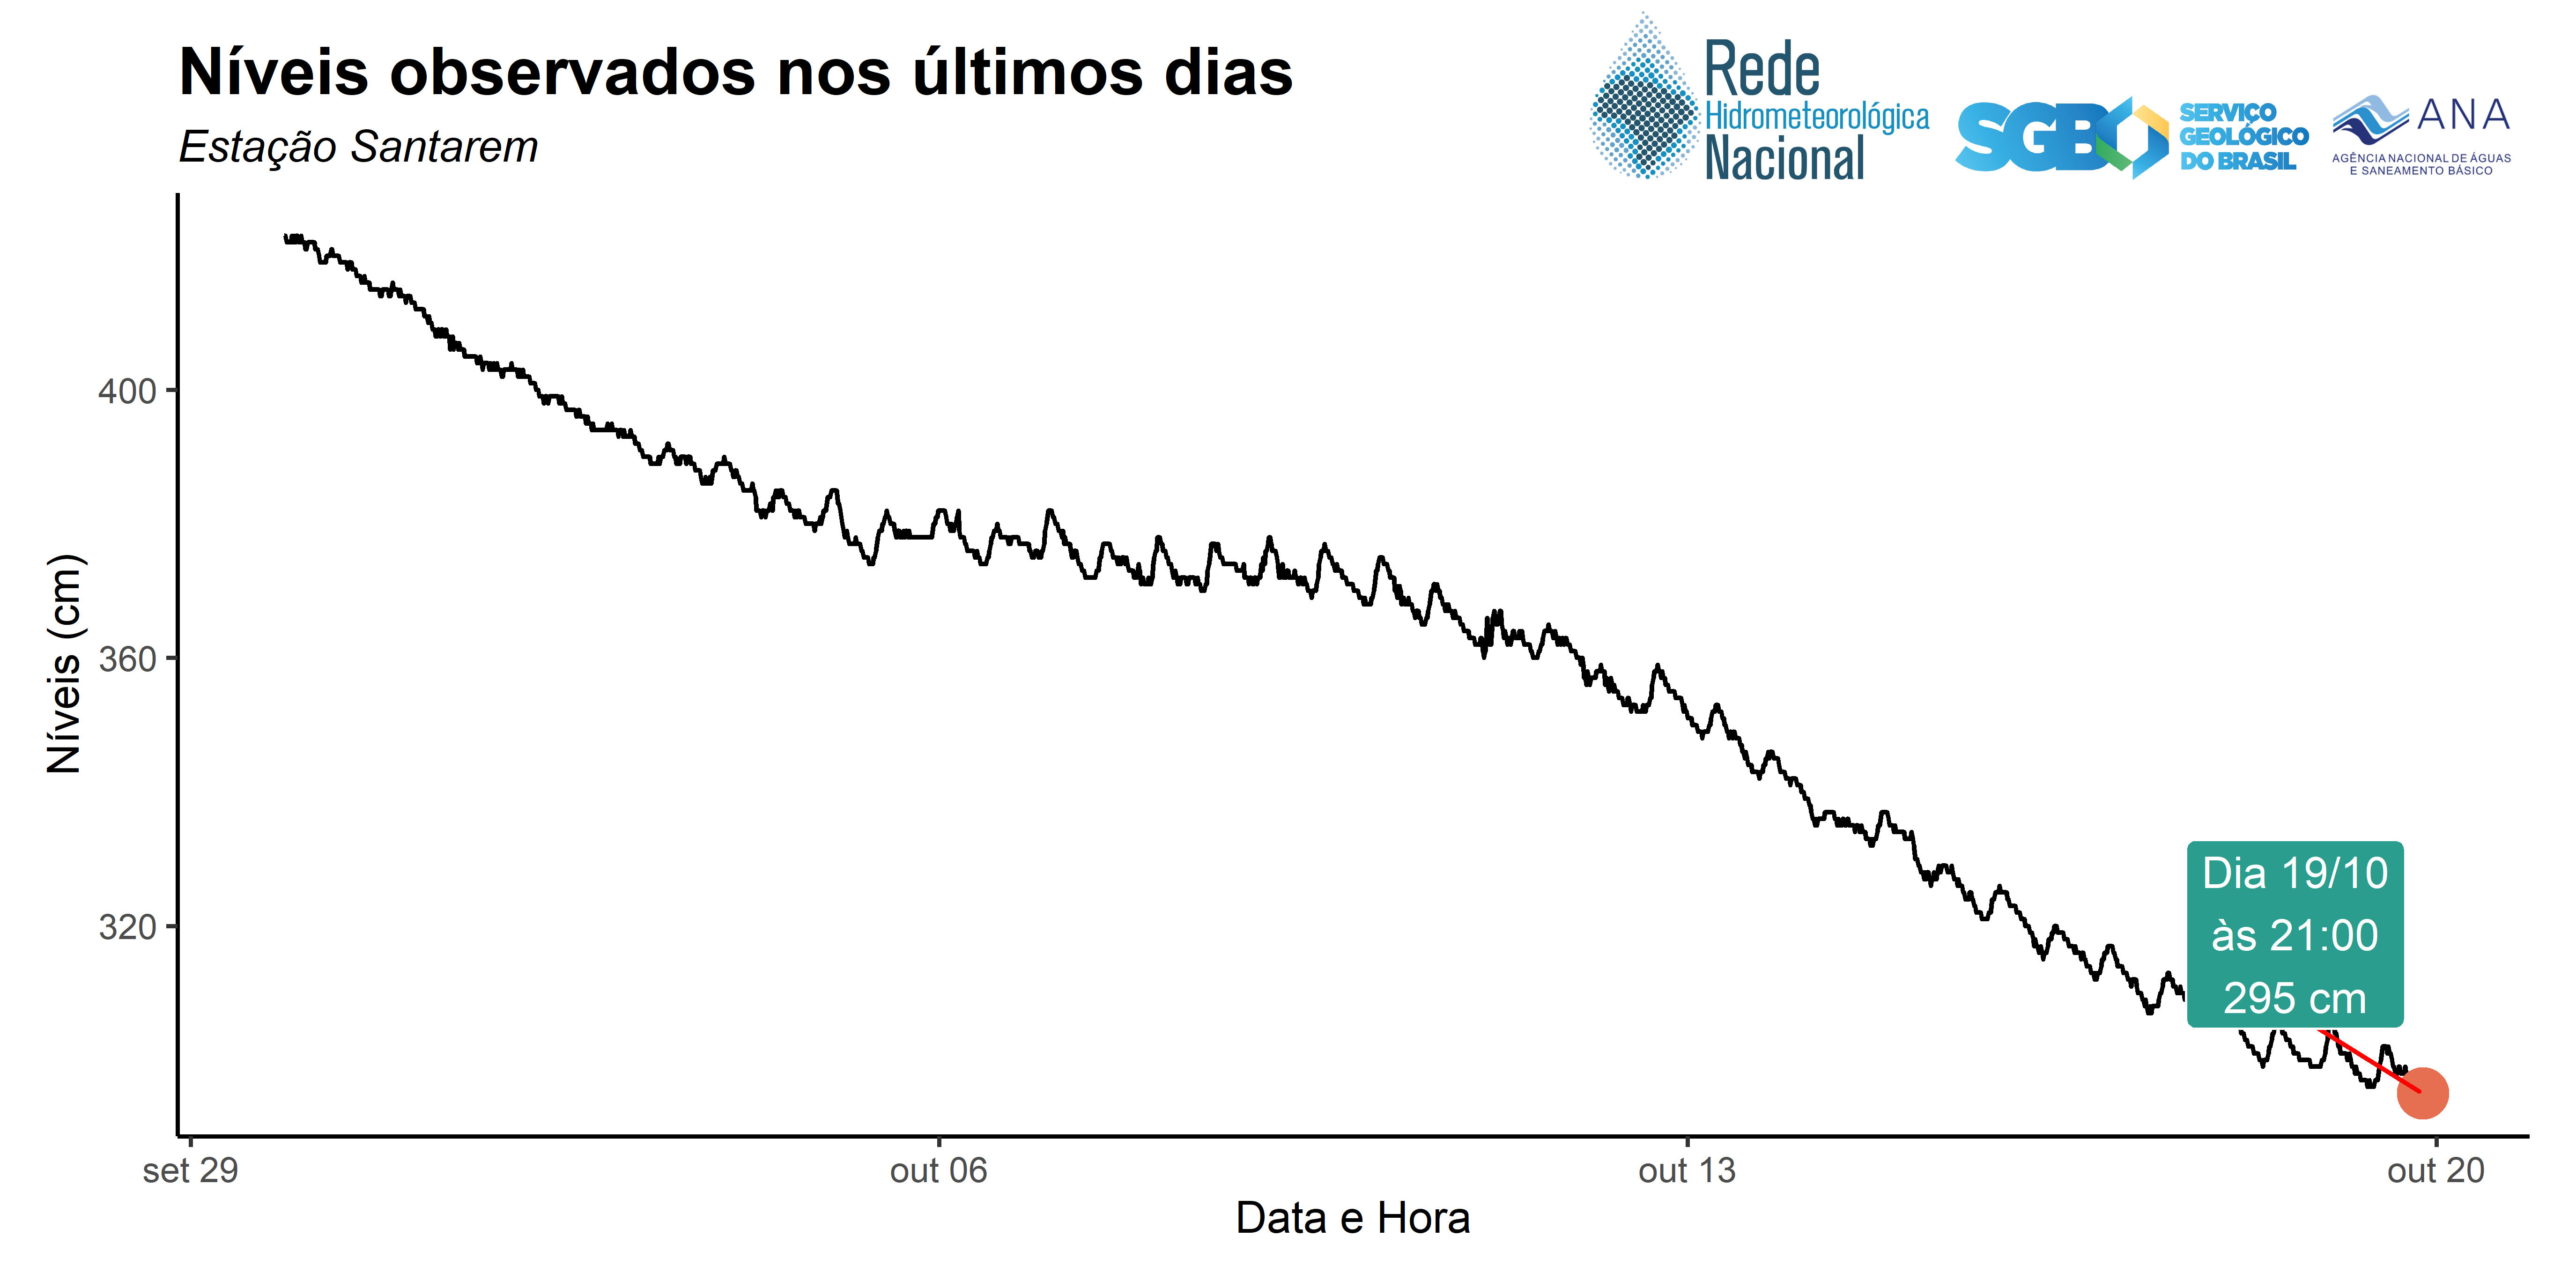 Níveis observados nos últimos dias
Estação Santarem
Rede
Hidrometeorológica
Nacional
SGB
SERVIÇO
GEOLÓGICO
DO BRASIL
ANA
AGÊNCIA NACIONAL DE ÁGUAS
E SANEAMENTO BÁSICO
Níveis (cm)
400
360
320
Dia 19/10
às 21:00
295 cm
set 29
out 06
out 13
out 20
Data e Hora